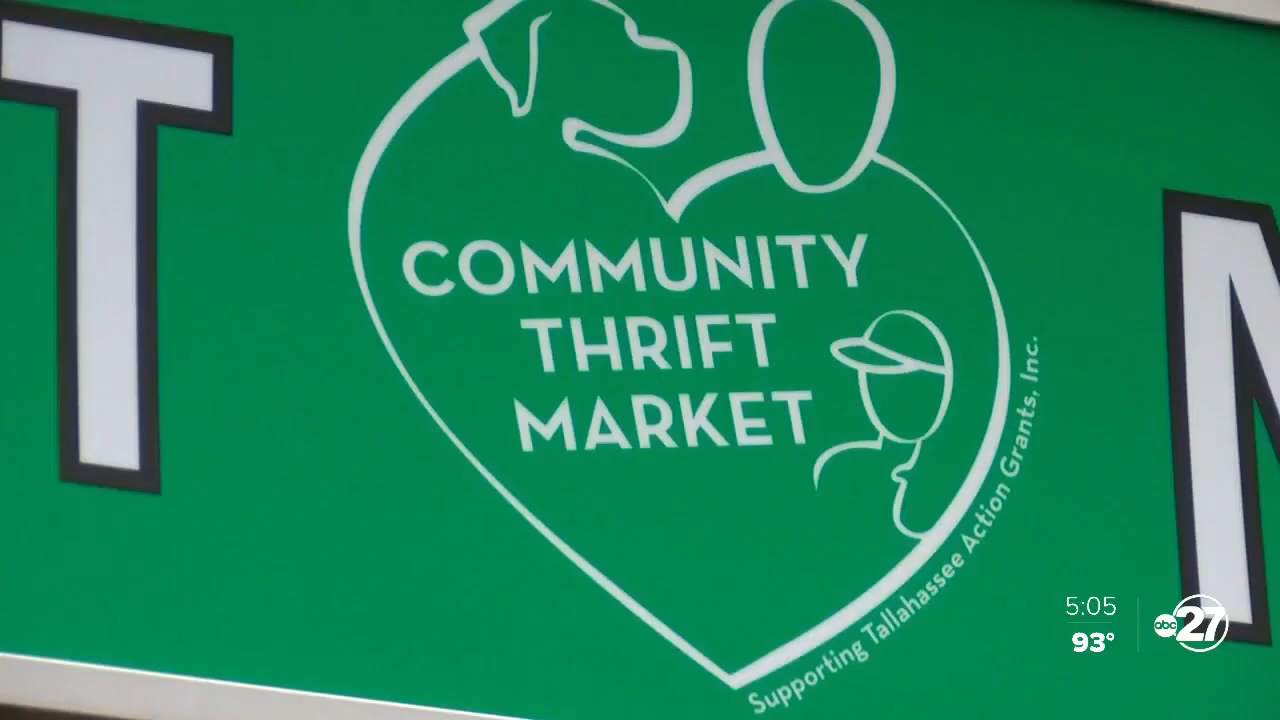 T
COMMUNITY
THRIFT
MARKET
Supporting Tallahassee Action Grants, Inc.
5:05
93°
abc 27